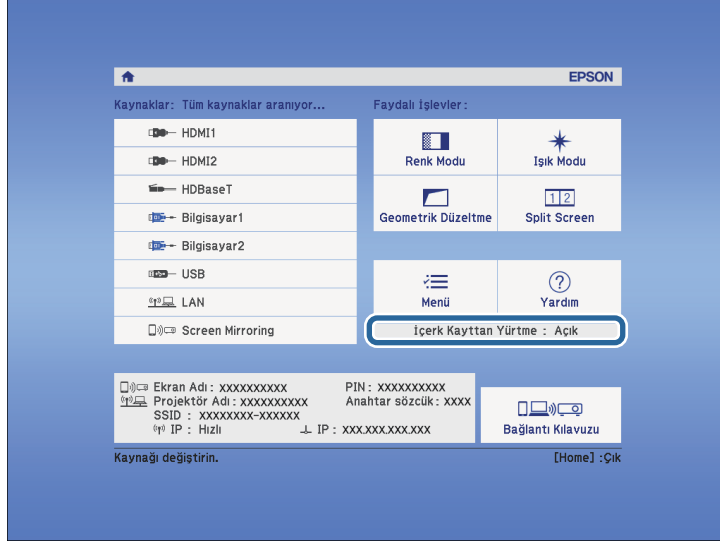 EPSON
Kaynaklar: Tüm kaynaklar aranıyor...
HDMI1
HDMI2
HDBaseT
Bilgisayar1
Bilgisayar2
USB
LAN
Screen Mirroring
Faydalı İşlevler:
Renk Modu
Işık Modu
Geometrik Düzeltme
1 2
Split Screen
Menü
?
Yardım
İçerk Kayttan Yürtme : Açık
Ekran Adı : xxxxxxxxxx
PIN : xxxxxxxxxx
Projektör Adı : xxxxxxxxxx
Anahtar sözcük : xxxx
SSID : xxxxxxxx-xxxxxx
IP : Hızlı
IP : xxx.xxx.xxx.xxx
Bağlantı Kılavuzu
Kaynağı değiştirin.
[Home] :Çık